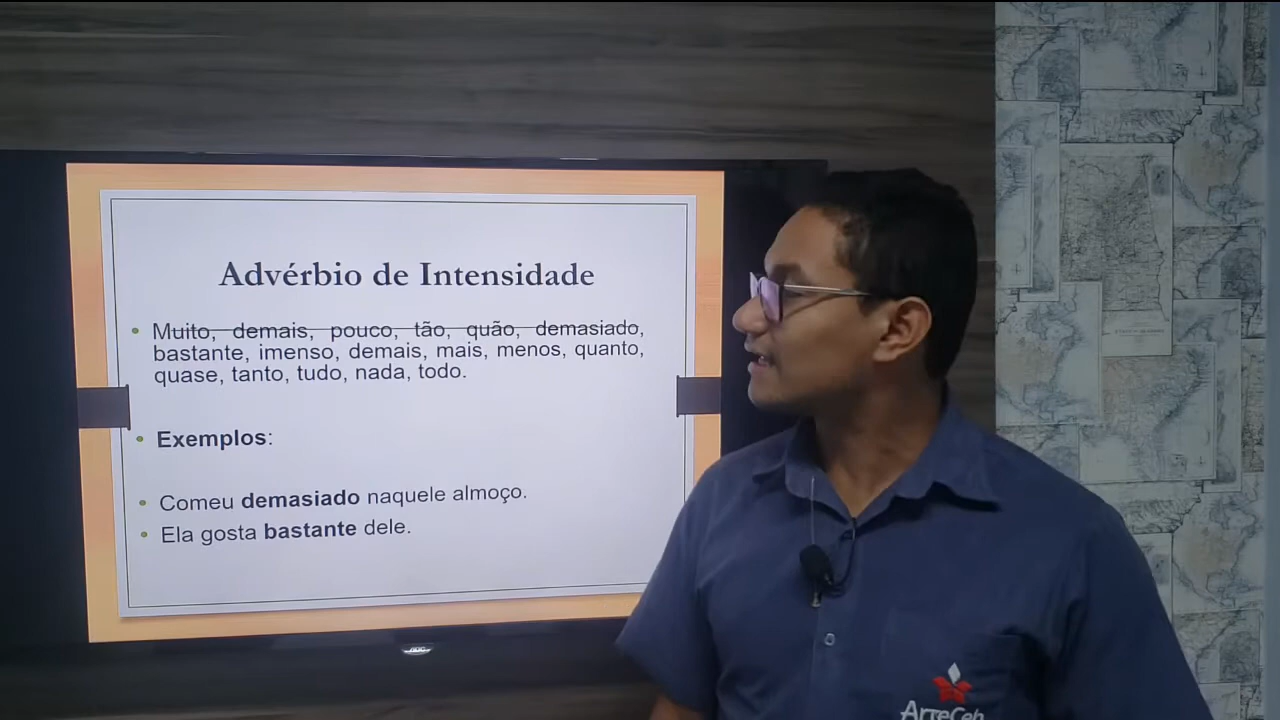 Advérbio de Intensidade
• Muito, demais, pouco, tão, quão, demasiado,
bastante, imenso, demais, mais, menos, quanto,
quase, tanto, tudo, nada, todo.
• Exemplos:
• Comeu demasiado naquele almoço.
• Ela gosta bastante dele.